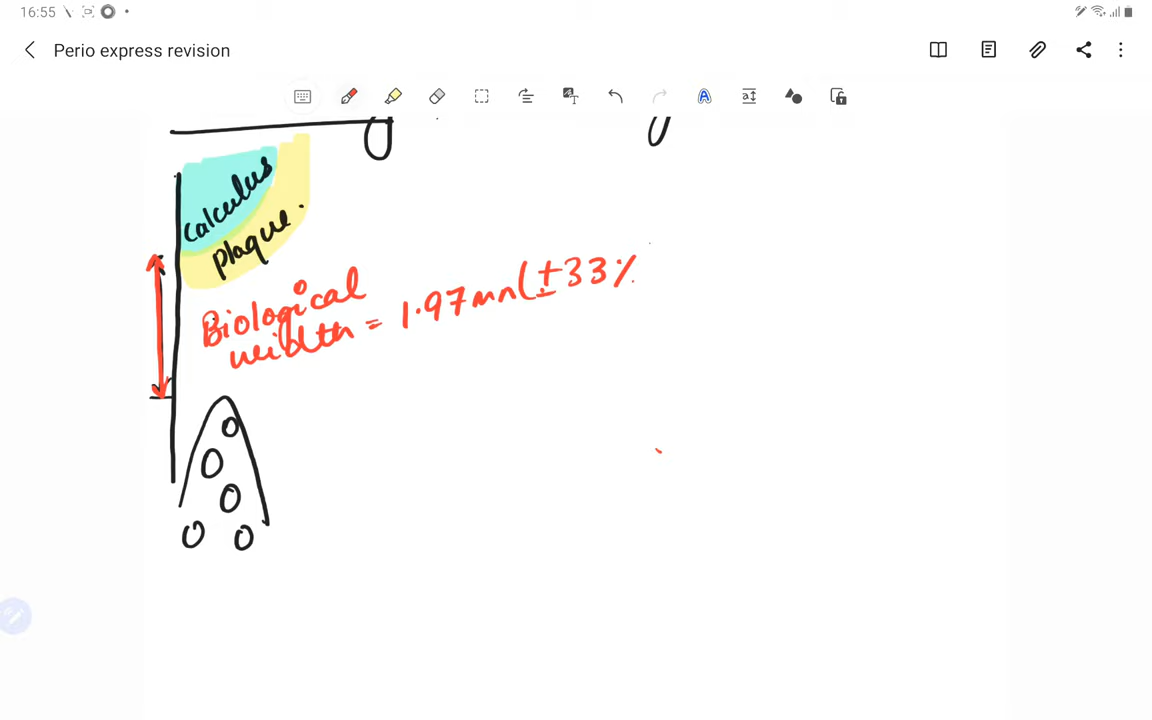 16:55
Perio express revision
calculus
plaque.
Biological
width = 1.97mm (±33%